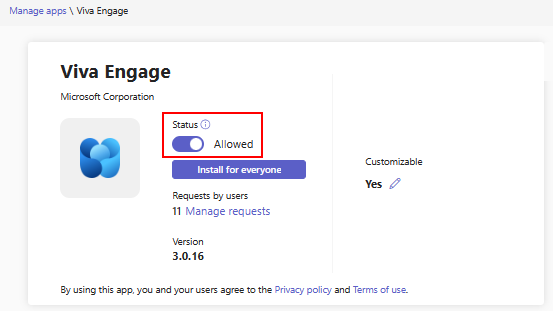 Manage apps \ Viva Engage
Viva Engage
Microsoft Corporation
Status
Allowed
Install for everyone
Requests by users
11 Manage requests
Version
3.0.16
Customizable
Yes
By using this app, you and your users agree to the Privacy policy and Terms of use.